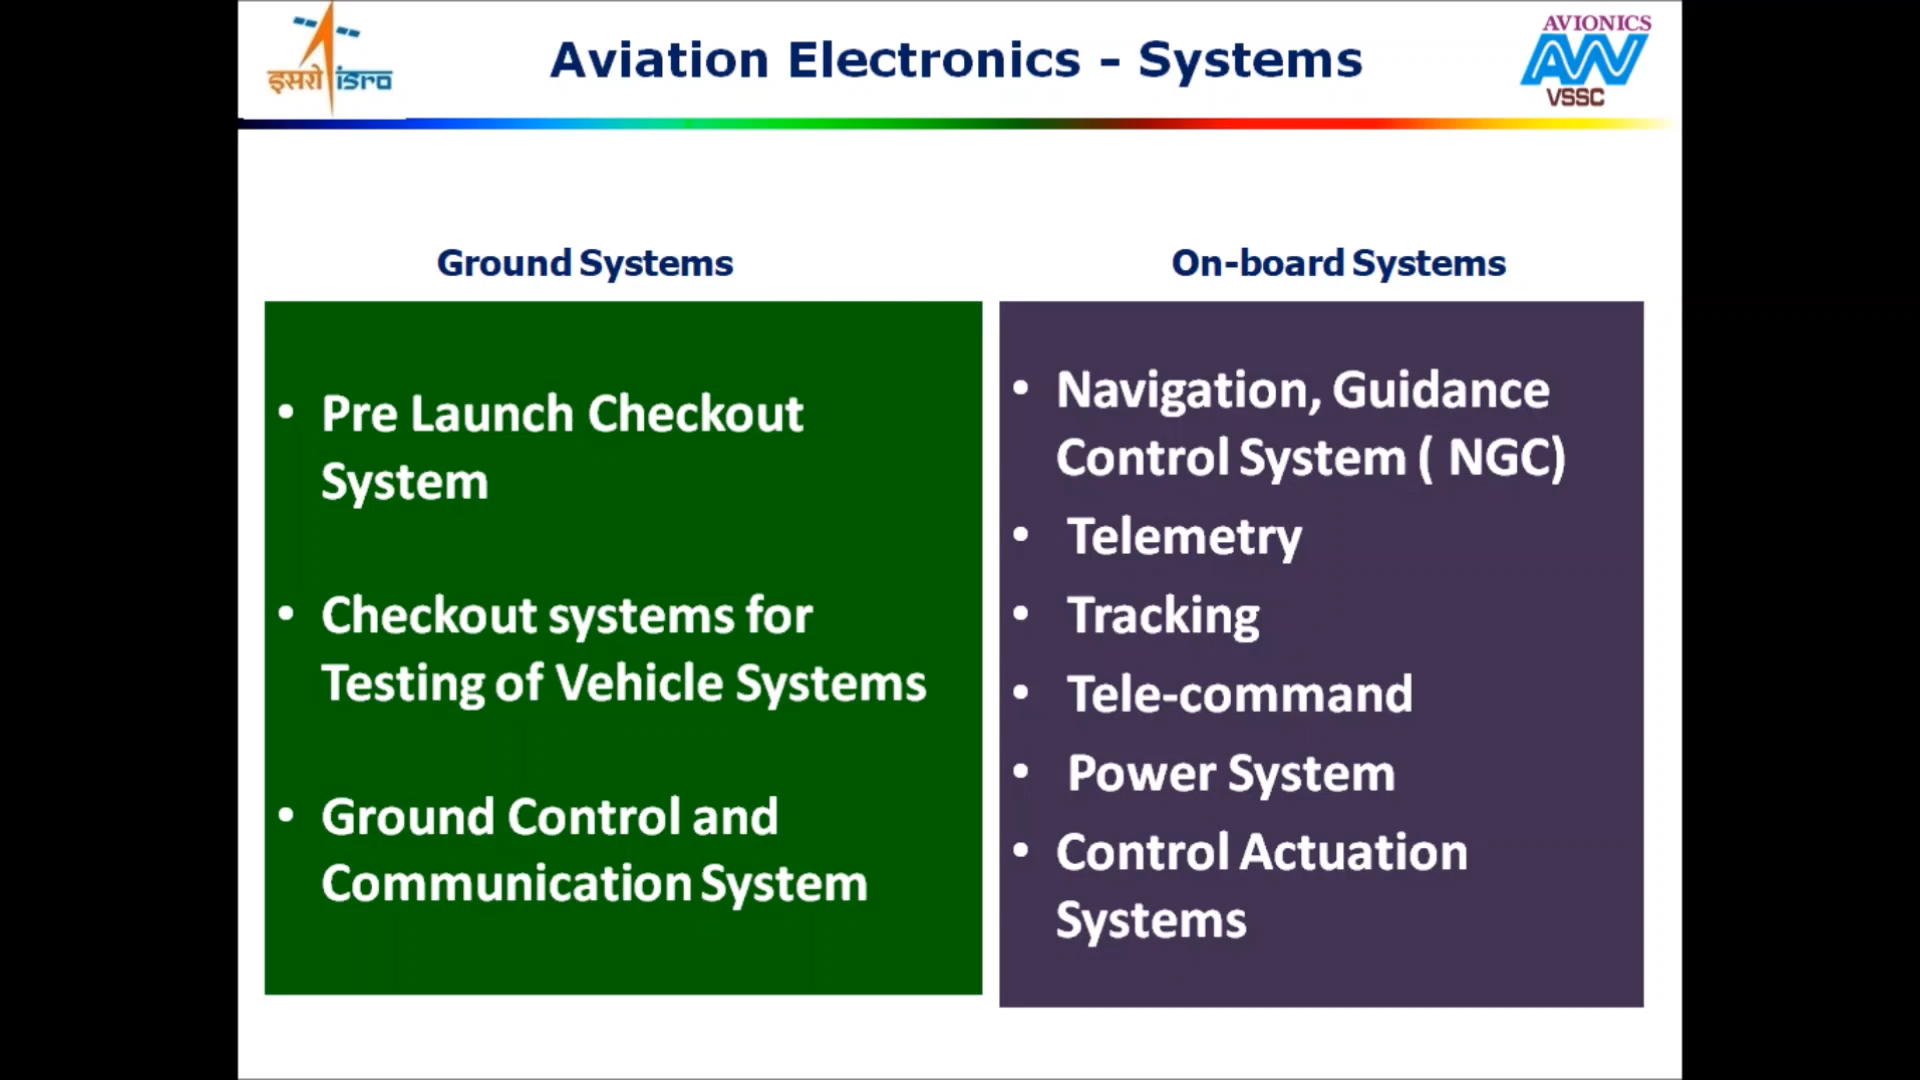 इसरो isro
Aviation Electronics - Systems
AVIONICS
VSSC
Ground Systems
• Pre Launch Checkout
System
• Checkout systems for
Testing of Vehicle Systems
• Ground Control and
Communication System
On-board Systems
• Navigation, Guidance
Control System ( NGC)
• Telemetry
• Tracking
• Tele-command
• Power System
• Control Actuation
Systems